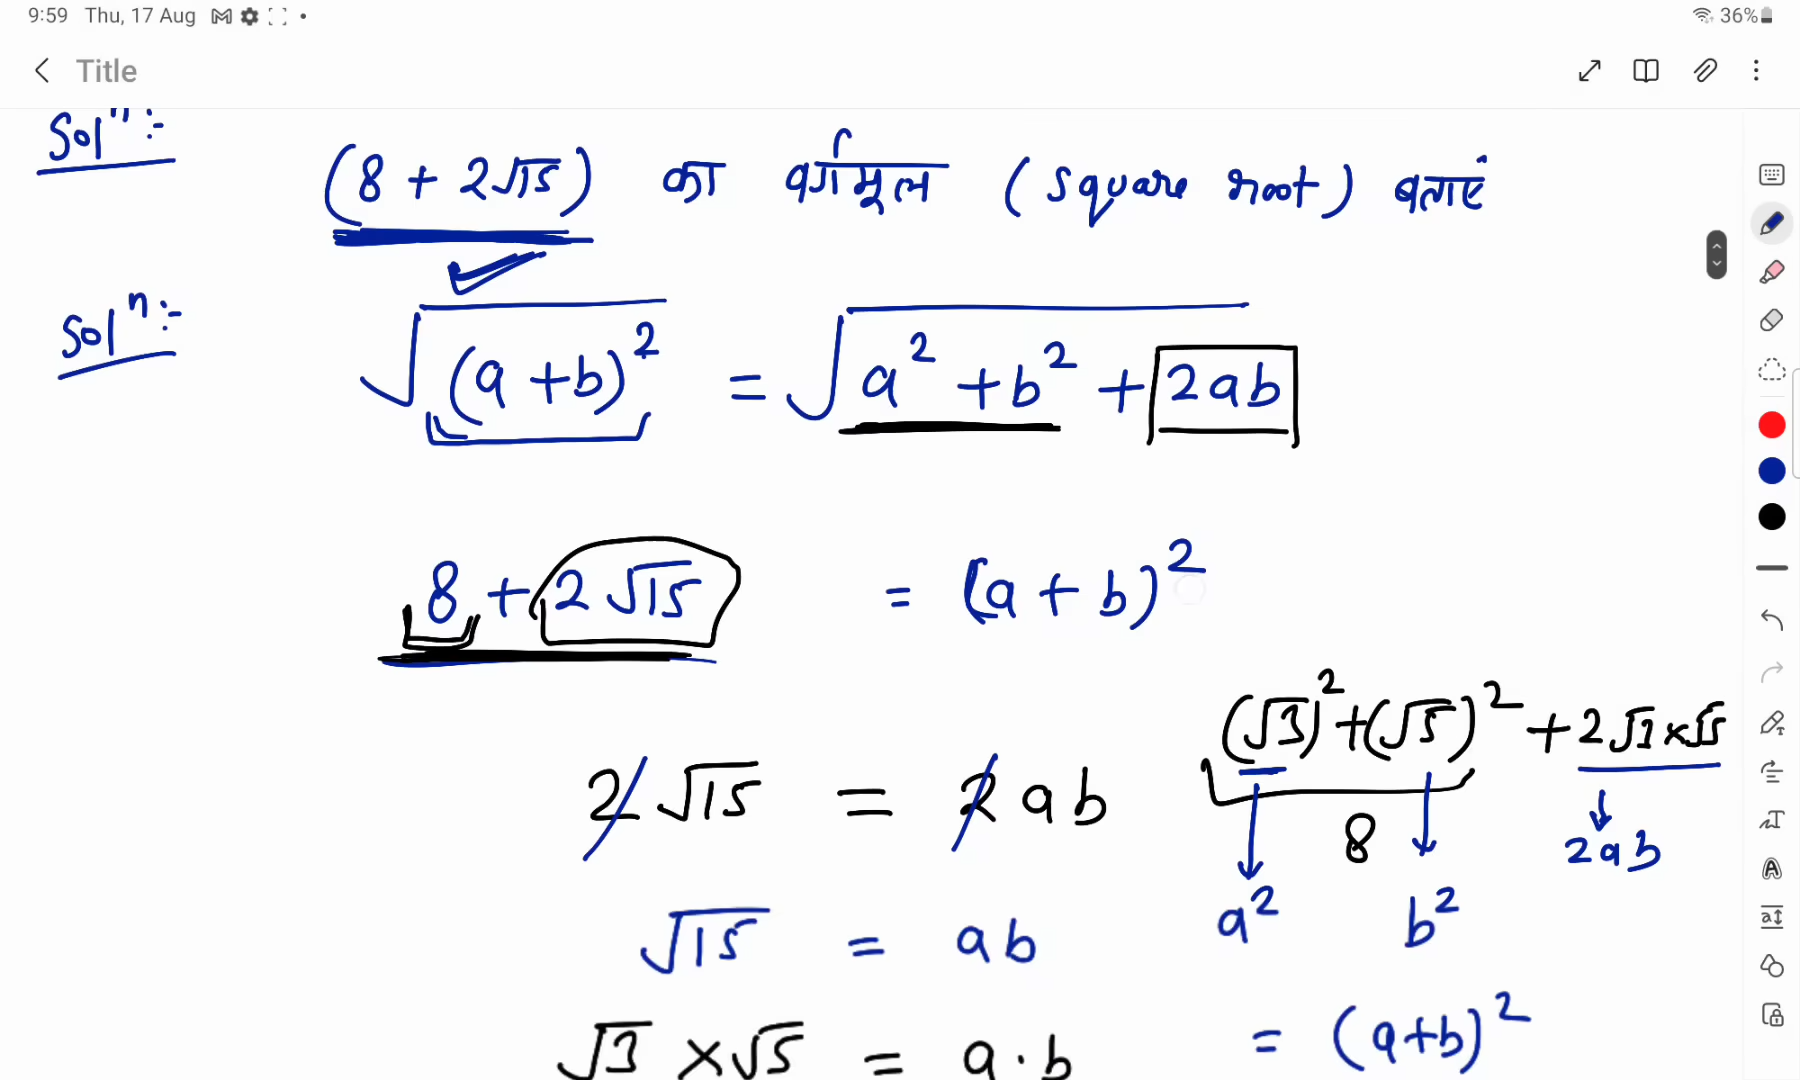 9:59 Thu, 17 Aug 36%
Title
Solⁿ:-
(8 + 2√15) का वर्गमूल (square root) बताएं
Solⁿ:-
√(a + b)² = √a² + b² + 2ab
8 + 2√15 = (a + b)²
(√3)² + (√5)² + 2√3 × √5
2√15 = 2ab
8
2ab
√15 = ab
a² b²
√3 × √5 = a · b
= (a+b)²